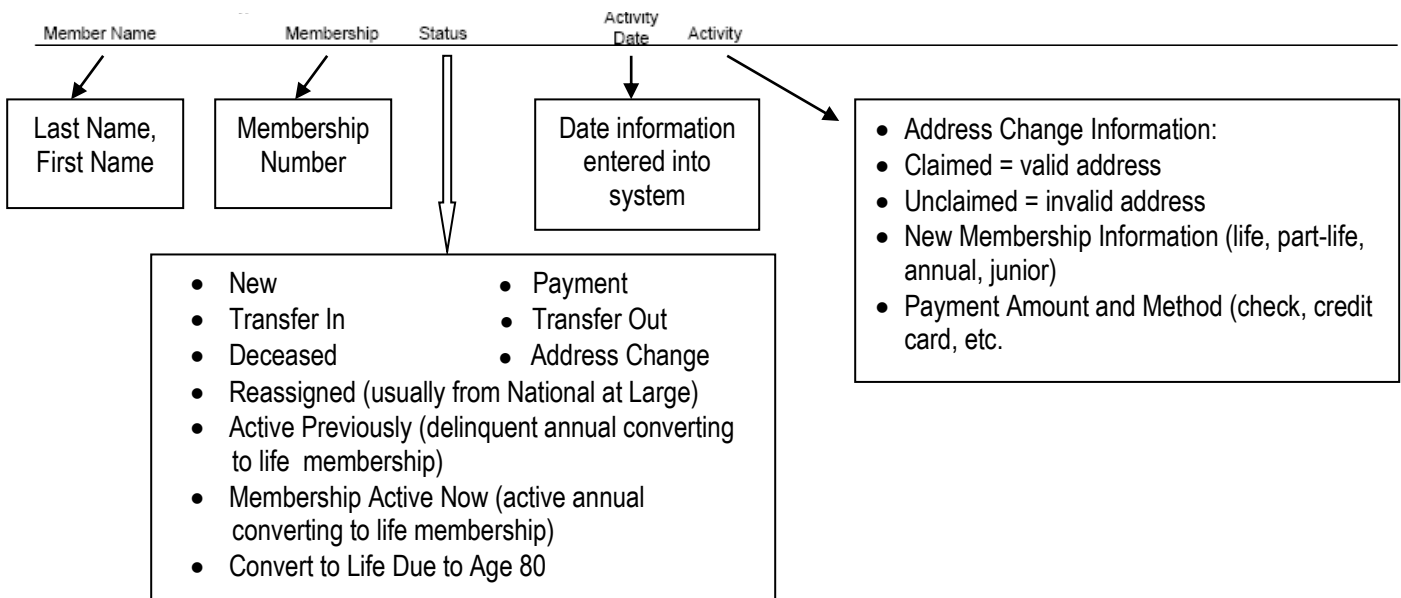 Member Name Membership Status Activity Date Activity
Last Name,
First Name
Membership
Number
Date information
entered into
system
• Address Change Information:
• Claimed = valid address
• Unclaimed = invalid address
• New Membership Information (life, part-life,
annual, junior)
• Payment Amount and Method (check, credit
card, etc.
• New • Payment
• Transfer In • Transfer Out
• Deceased • Address Change
• Reassigned (usually from National at Large)
• Active Previously (delinquent annual converting
to life membership)
• Membership Active Now (active annual
converting to life membership)
• Convert to Life Due to Age 80